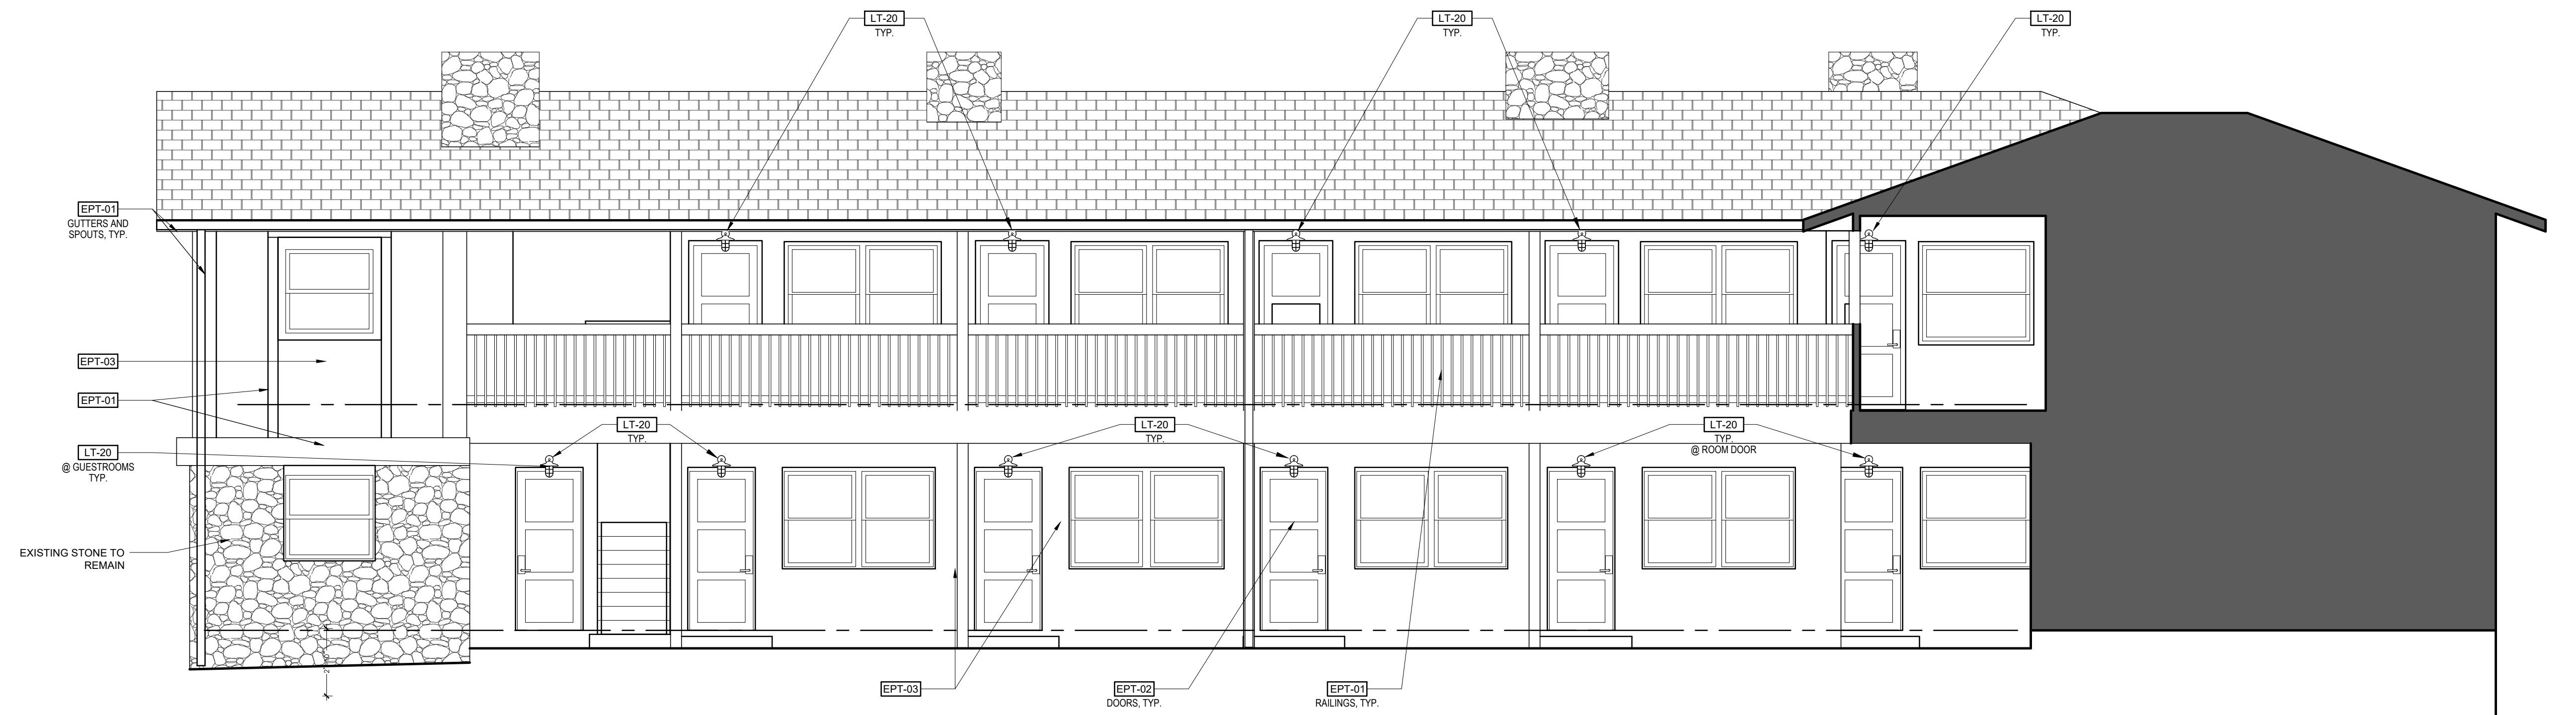 LT-20
TYP.
LT-20
TYP.
LT-20
TYP.
EPT-01
GUTTERS AND
SPOUTS, TYP.
EPT-03
EPT-01
LT-20
@ GUESTROOMS
TYP.
LT-20
TYP.
LT-20
TYP.
LT-20
TYP.
@ ROOM DOOR
EXISTING STONE TO
REMAIN
EPT-03
EPT-02
DOORS, TYP.
EPT-01
RAILINGS, TYP.